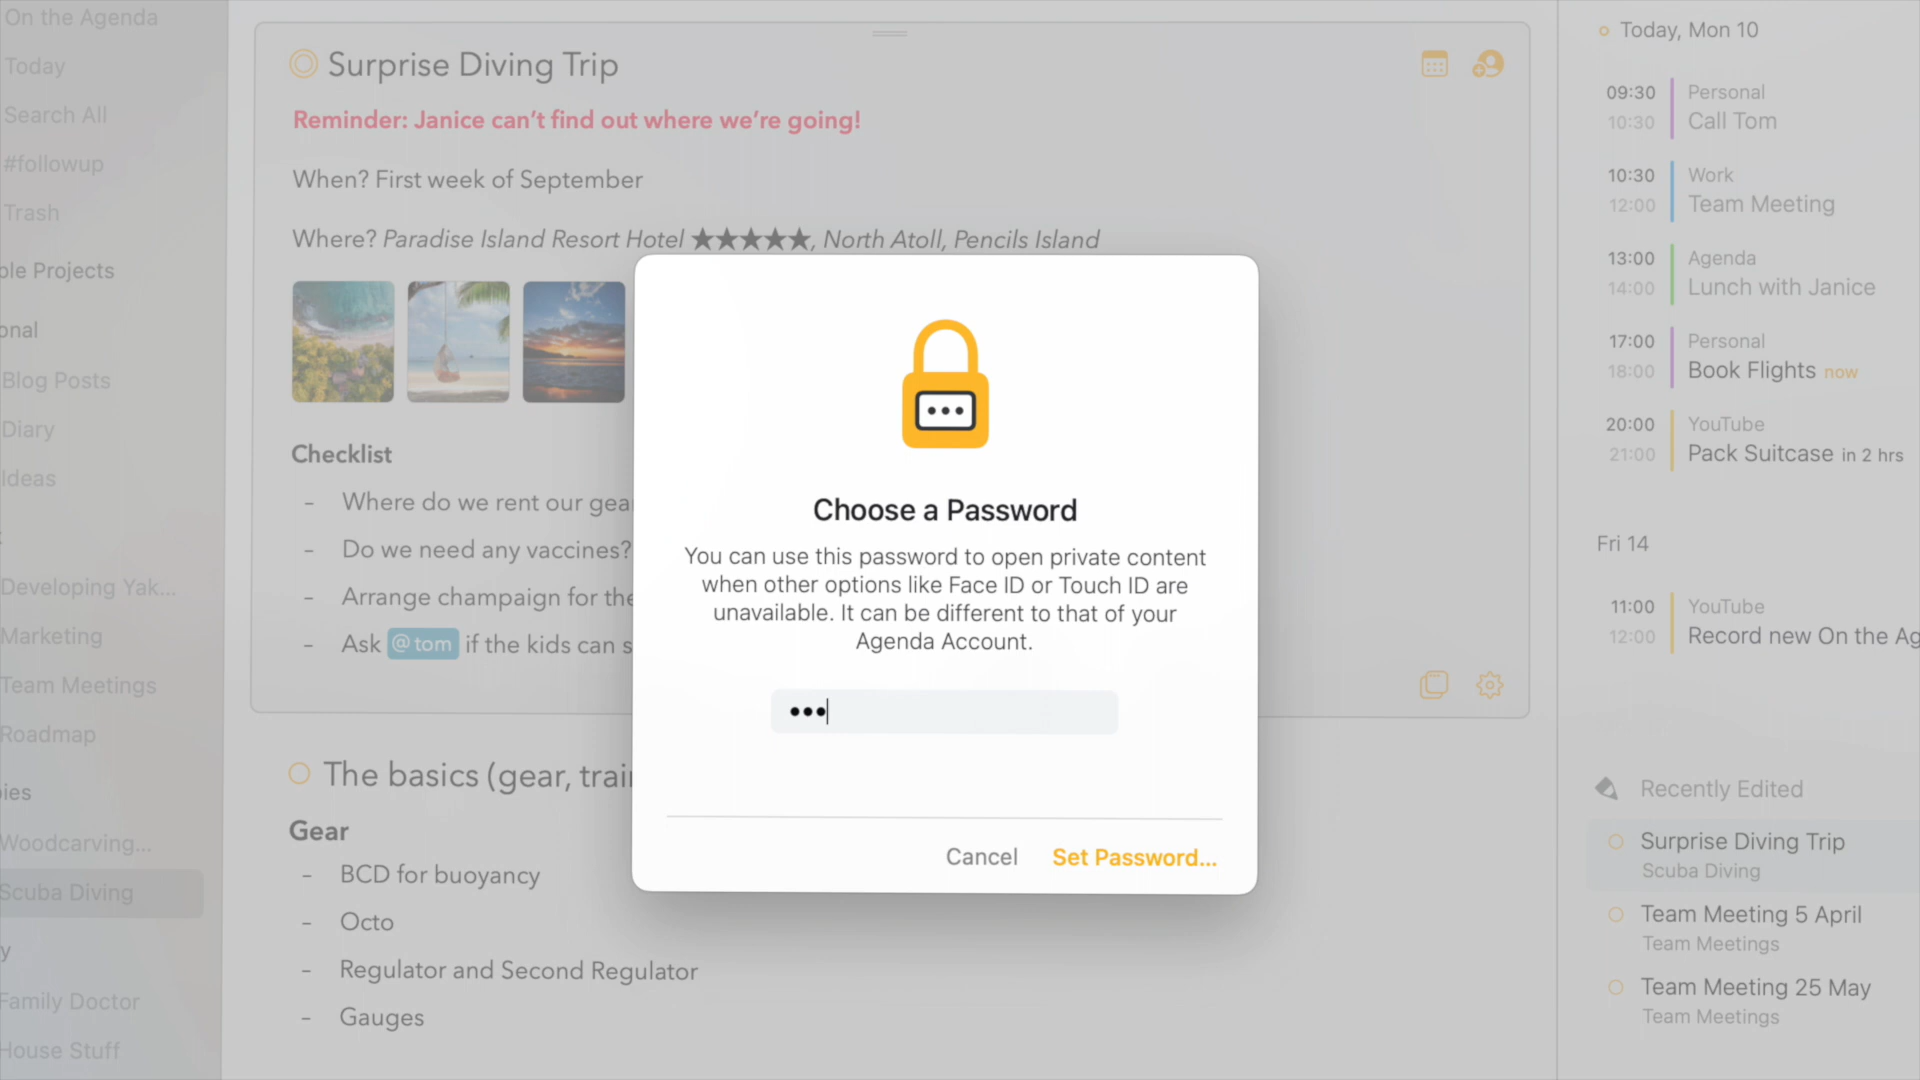 On the Agenda
Today
Search All
#followup
Trash
ble Projects
onal
Blog Posts
Diary
Ideas
Developing Yak...
Marketing
Team Meetings
Roadmap
ies
Woodcarving...
Scuba Diving
y
Family Doctor
House Stuff
Surprise Diving Trip
Reminder: Janice can't find out where we're going!
When? First week of September
Where? Paradise Island Resort Hotel ★★★★★, North Atoll, Pencils Island
Checklist
- Where do we rent our gea
- Do we need any vaccines?
- Arrange champaign for the
- Ask @tom if the kids can s
The basics (gear, trai
Gear
- BCD for buoyancy
- Octo
- Regulator and Second Regulator
- Gauges
Choose a Password
You can use this password to open private content
when other options like Face ID or Touch ID are
unavailable. It can be different to that of your
Agenda Account.
•••
Cancel
Set Password...
Today, Mon 10
09:30 Personal
10:30 Call Tom
10:30 Work
12:00 Team Meeting
13:00 Agenda
14:00 Lunch with Janice
17:00 Personal
18:00 Book Flights now
20:00 YouTube
21:00 Pack Suitcase in 2 hrs
Fri 14
11:00 YouTube
12:00 Record new On the Ag
Recently Edited
Surprise Diving Trip
Scuba Diving
Team Meeting 5 April
Team Meetings
Team Meeting 25 May
Team Meetings